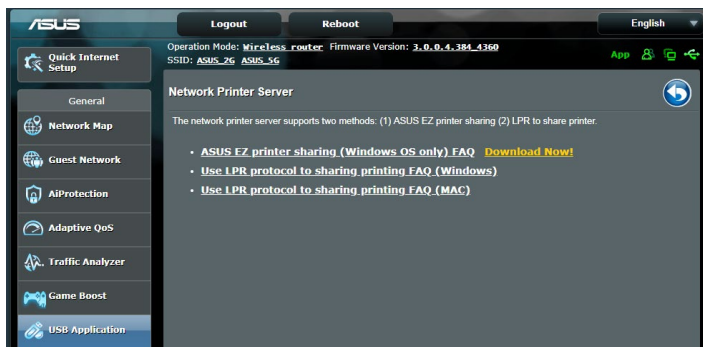 ASUS
Logout
Reboot
English
Quick Internet
Setup
Operation Mode: Wireless router Firmware Version: 3.0.0.4.384_4360
SSID: ASUS_2G ASUS_5G
App
General
Network Map
Guest Network
AiProtection
Adaptive QoS
Traffic Analyzer
Game Boost
USB Application
Network Printer Server
The network printer server supports two methods: (1) ASUS EZ printer sharing (2) LPR to share printer.
ASUS EZ printer sharing (Windows OS only) FAQ Download Now!
Use LPR protocol to sharing printing FAQ (Windows)
Use LPR protocol to sharing printing FAQ (MAC)